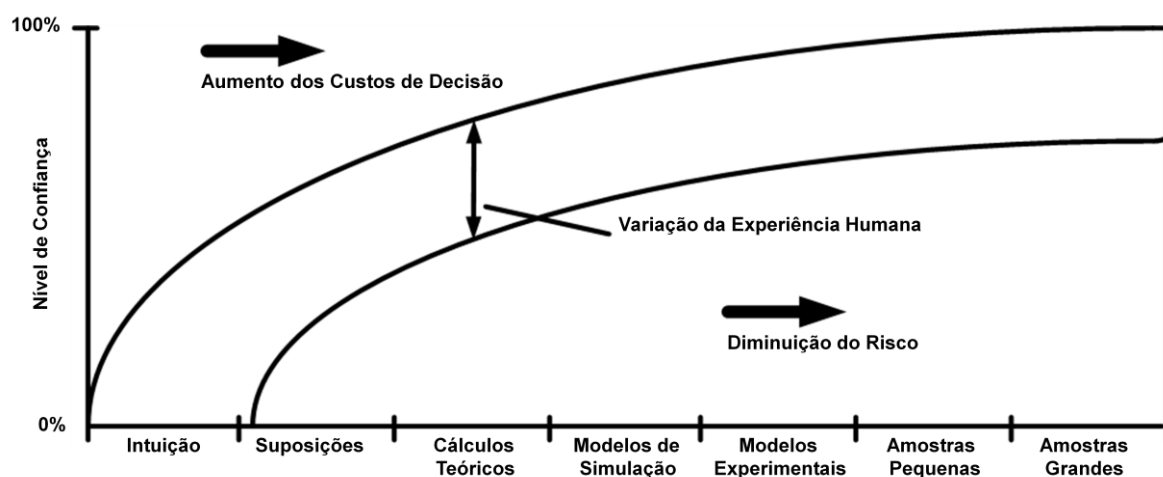 100%
Aumento dos Custos de Decisão
Nível de Confiança
Variação da Experiência Humana
Diminuição do Risco
0%
Intuição
Suposições
Cálculos
Teóricos
Modelos de
Simulação
Modelos
Experimentais
Amostras
Pequenas
Amostras
Grandes